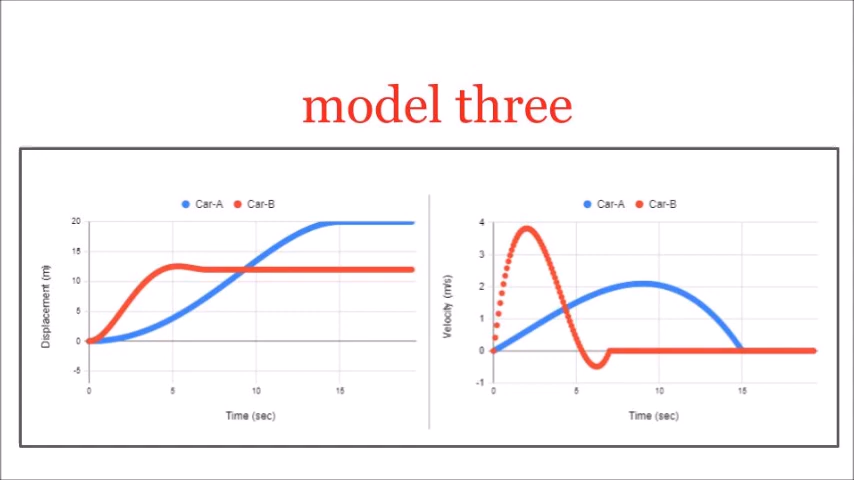 model three
Car-A Car-B
20
15
10
5
0
-5
0 5 10 15
Displacement (m)
Time (sec)
Car-A Car-B
4
3
2
1
0
-1
0 5 10 15
Velocity (m/s)
Time (sec)